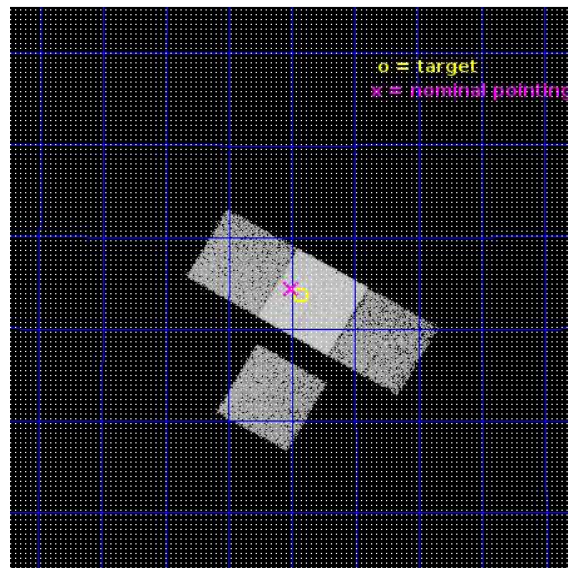 o = target
x = nominal pointing